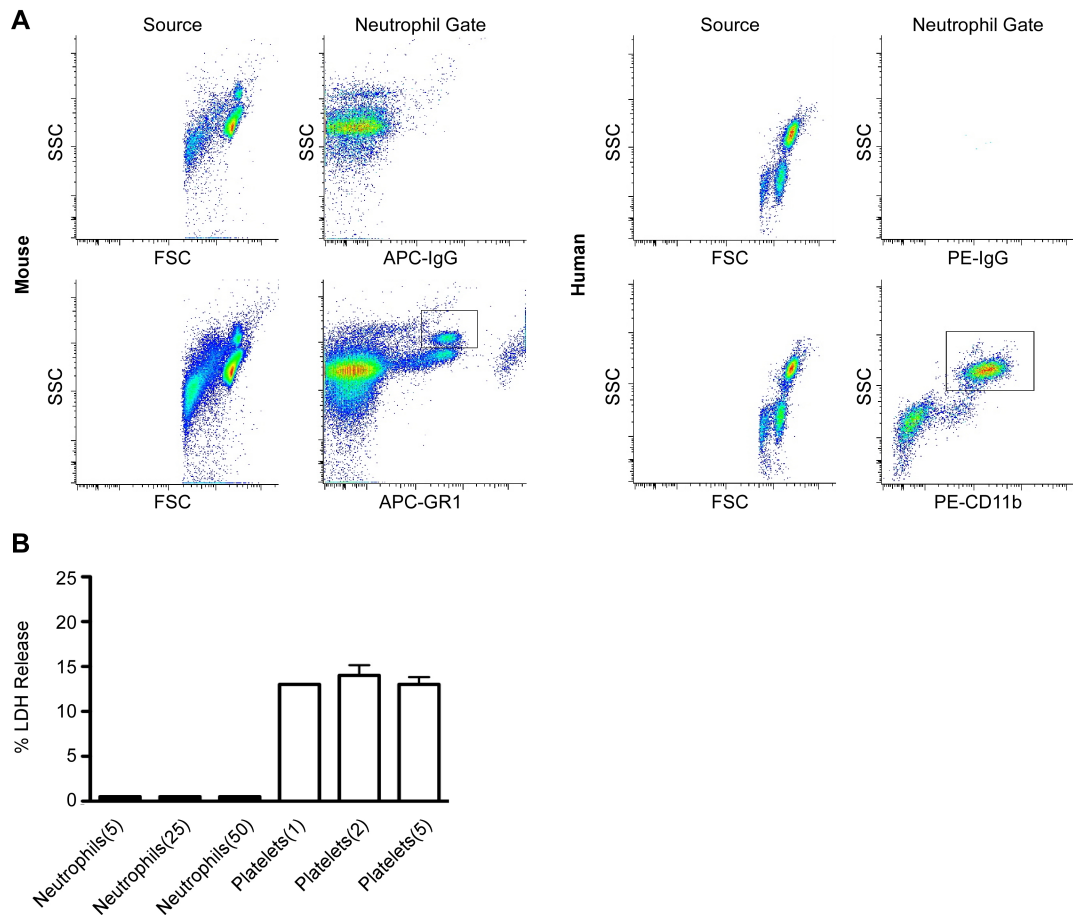 A
Source
Neutrophil Gate
Source
Neutrophil Gate
SSC
SSC
SSC
SSC
Mouse
Human
FSC
APC-IgG
FSC
PE-IgG
SSC
SSC
SSC
SSC
FSC
APC-GR1
FSC
PE-CD11b
B
% LDH Release
25
20
15
10
5
0
Neutrophils(5)
Neutrophils(25)
Neutrophils(50)
Platelets(1)
Platelets(2)
Platelets(5)